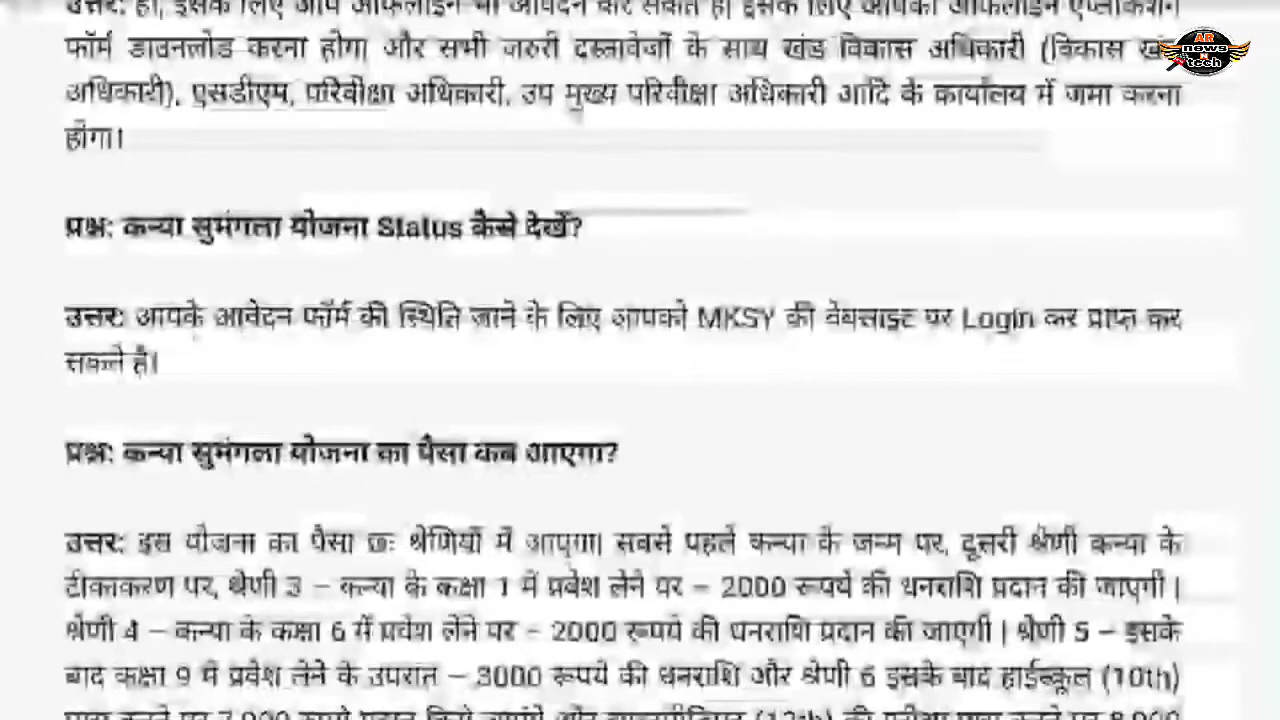 उत्तर: हाँ, इसके लिए आप ऑफलाइन भी आवेदन कर सकते हैं। इसके लिए आपको ऑफलाइन एप्लीकेशन
फॉर्म डाउनलोड करना होगा और सभी जरुरी दस्तावेजों के साथ खंड विकास अधिकारी (विकास खंड
अधिकारी), एसडीएम, परिवीक्षा अधिकारी, उप मुख्य परिवीक्षा अधिकारी आदि के कार्यालय में जमा करना
होगा।
AR
news
tech
प्रश्न: कन्या सुमंगला योजना Status कैसे देखें?
उत्तर: आपके आवेदन फॉर्म की स्थिति जाने के लिए आपको MKSY की वेबसाइट पर Login कर प्राप्त कर
सकते है।
प्रश्न: कन्या सुमंगला योजना का पैसा कब आएगा?
उत्तर: इस योजना का पैसा छः श्रेणियों में आएगा। सबसे पहले कन्या के जन्म पर, दूसरी श्रेणी कन्या के
टीकाकरण पर, श्रेणी 3 – कन्या के कक्षा 1 में प्रवेश लेने पर – 2000 रूपये की धनराशि प्रदान की जाएगी |
श्रेणी 4 – कन्या के कक्षा 6 में प्रवेश लेने पर – 2000 रूपये की धनराशि प्रदान की जाएगी | श्रेणी 5 – इसके
बाद कक्षा 9 में प्रवेश लेने के उपरांत – 3000 रूपये की धनराशि और श्रेणी 6 इसके बाद हाईस्कूल (10th)